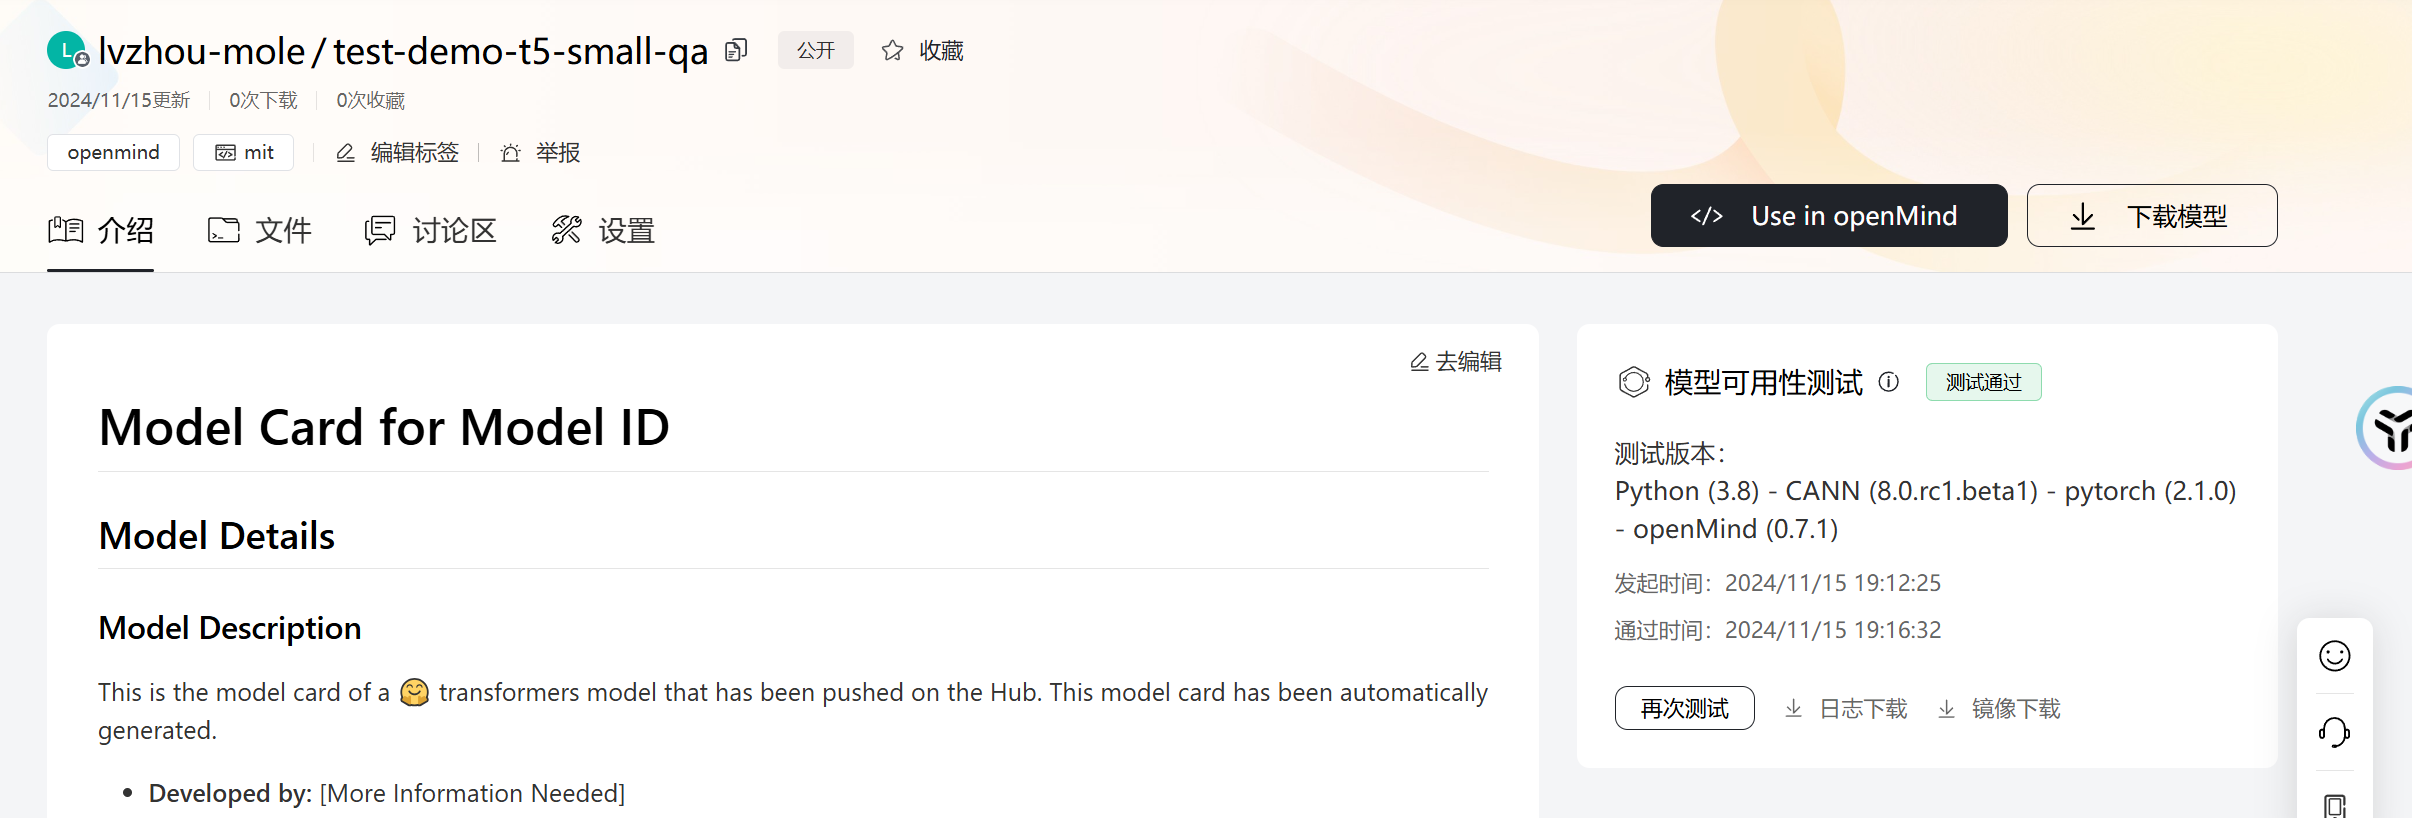 L lvzhou-mole / test-demo-t5-small-qa 公开 收藏
2024/11/15更新 0次下载 0次收藏
openmind mit 编辑标签 举报
介绍 文件 讨论区 设置
Use in openMind 下载模型
去编辑
Model Card for Model ID
Model Details
Model Description
This is the model card of a 🤗 transformers model that has been pushed on the Hub. This model card has been automatically
generated.
• Developed by: [More Information Needed]
模型可用性测试 测试通过
测试版本：
Python (3.8) - CANN (8.0.rc1.beta1) - pytorch (2.1.0)
- openMind (0.7.1)
发起时间：2024/11/15 19:12:25
通过时间：2024/11/15 19:16:32
再次测试 日志下载 镜像下载